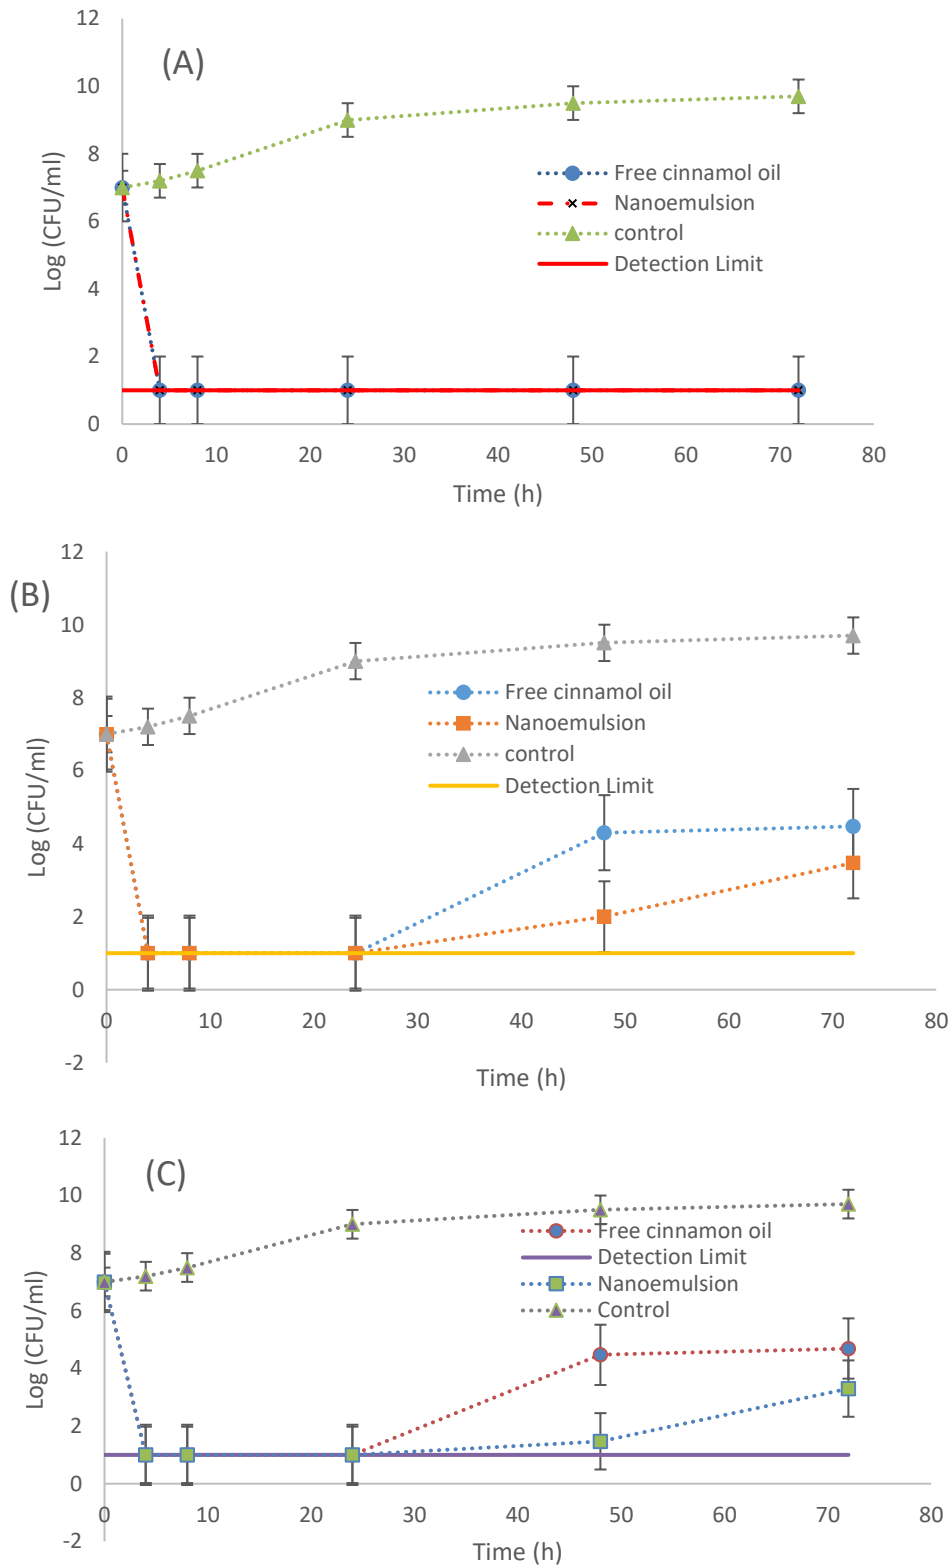 (A)
Log (CFU/ml)
12
10
8
6
4
2
0
Free cinnamol oil
Nanoemulsion
control
Detection Limit
0 10 20 30 40 50 60 70 80
Time (h)
(B)
Log (CFU/ml)
12
10
8
6
4
2
0
-2
Free cinnamol oil
Nanoemulsion
control
Detection Limit
0 10 20 30 40 50 60 70 80
Time (h)
(C)
Log (CFU/ml)
12
10
8
6
4
2
0
-2
Free cinnamon oil
Detection Limit
Nanoemulsion
Control
0 10 20 30 40 50 60 70 80
Time (h)